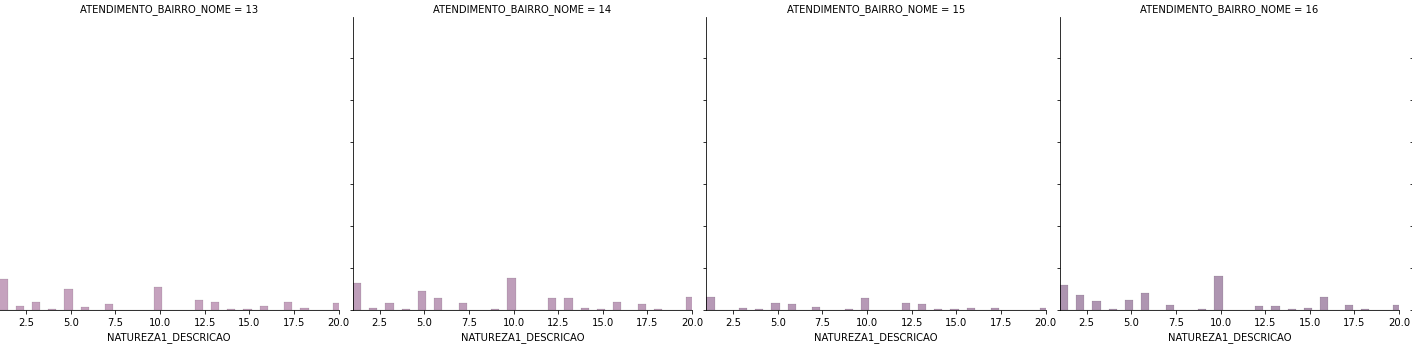 ATENDIMENTO_BAIRRO_NOME = 13 ATENDIMENTO_BAIRRO_NOME = 14 ATENDIMENTO_BAIRRO_NOME = 15 ATENDIMENTO_BAIRRO_NOME = 16
2.5 5.0 7.5 10.0 12.5 15.0 17.5 20.0 2.5 5.0 7.5 10.0 12.5 15.0 17.5 20.0 2.5 5.0 7.5 10.0 12.5 15.0 17.5 20.0 2.5 5.0 7.5 10.0 12.5 15.0 17.5 20.0
NATUREZA1_DESCRICAO NATUREZA1_DESCRICAO NATUREZA1_DESCRICAO NATUREZA1_DESCRICAO